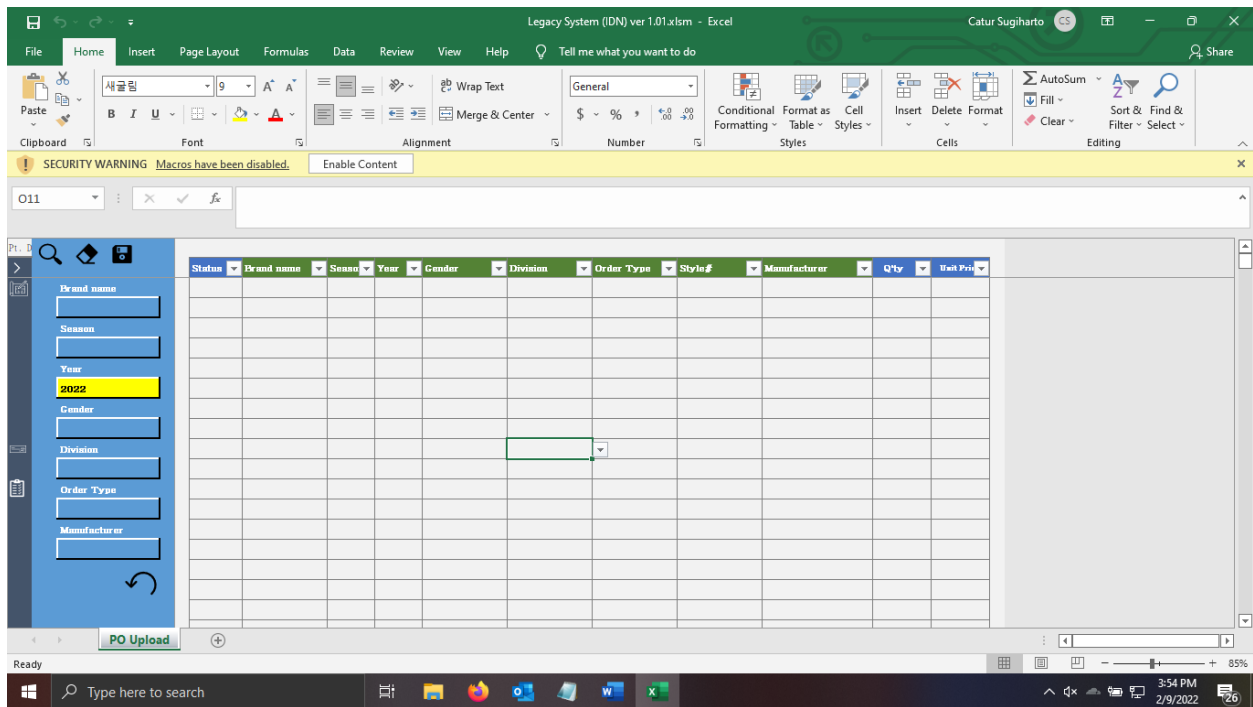 Legacy System (IDN) ver 1.01.xlsm - Excel
Catur Sugiharto CS
File Home Insert Page Layout Formulas Data Review View Help Tell me what you want to do Share
Paste
Clipboard
새굴림 9 A A
B I U A
Font
ab Wrap Text
Merge & Center
Alignment
General
$ % , .00 .00
Number
Conditional Formatting
Format as Table
Cell Styles
Styles
Insert Delete Format
Cells
AutoSum
Fill
Clear
Sort & Filter
Find & Select
Editing
SECURITY WARNING Macros have been disabled. Enable Content
O11 fx
Pt.
Status Brand name Year Gender Division Order Type Style# Manufacturer Q'ty Unit
Brand name
Season
Year
2022
Gender
Division
Order Type
Manufacturer
PO Upload
Ready 85%
Type here to search
3:54 PM
2/9/2022
26